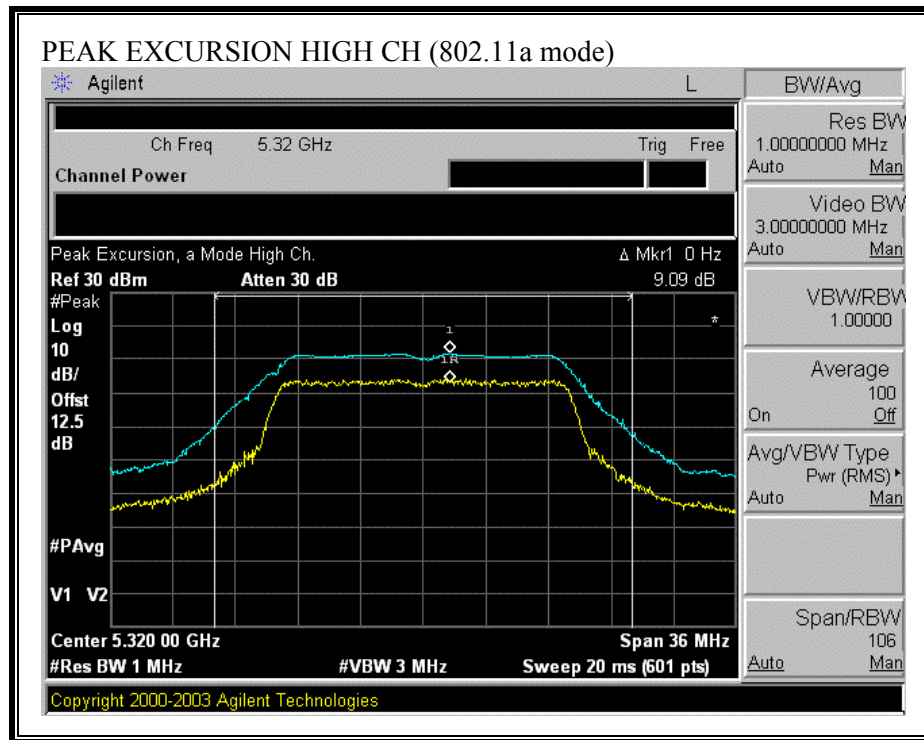 PEAK EXCURSION HIGH CH (802.11a mode)
Agilent L
Ch Freq 5.32 GHz Trig Free
Channel Power
Peak Excursion, a Mode High Ch. Δ Mkr1 0 Hz
Ref 30 dBm Atten 30 dB 9.09 dB
#Peak
Log
10
dB/
Offst
12.5
dB
1
1R
*
#PAvg
V1 V2
Center 5.320 00 GHz Span 36 MHz
#Res BW 1 MHz #VBW 3 MHz Sweep 20 ms (601 pts)
Copyright 2000-2003 Agilent Technologies
BW/Avg
Res BW
1.00000000 MHz
Auto Man
Video BW
3.00000000 MHz
Auto Man
VBW/RBW
1.00000
Average
100
On Off
Avg/VBW Type
Pwr (RMS)
Auto Man
Span/RBW
106
Auto Man